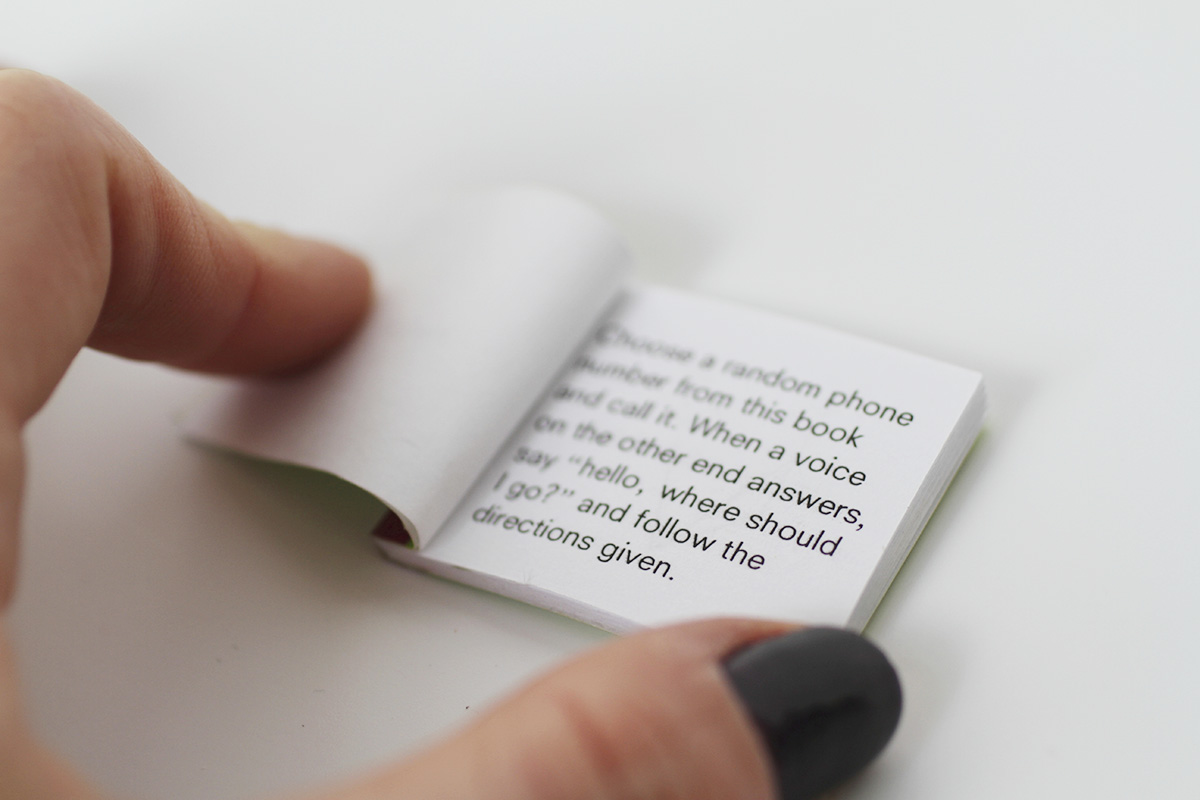 Choose a random phone
number from this book
and call it. When a voice
on the other end answers,
say “hello, where should
I go?” and follow the
directions given.